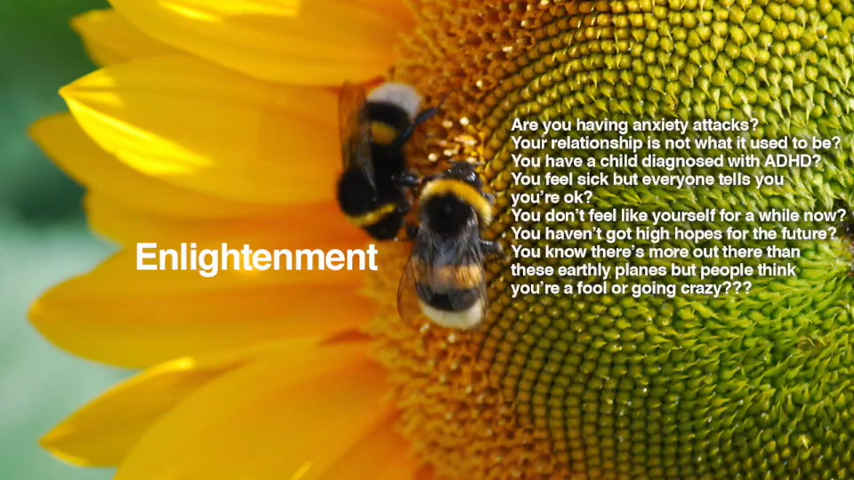 Enlightenment
Are you having anxiety attacks?
Your relationship is not what it used to be?
You have a child diagnosed with ADHD?
You feel sick but everyone tells you
you're ok?
You don't feel like yourself for a while now?
You haven't got high hopes for the future?
You know there's more out there than
these earthly planes but people think
you're a fool or going crazy???